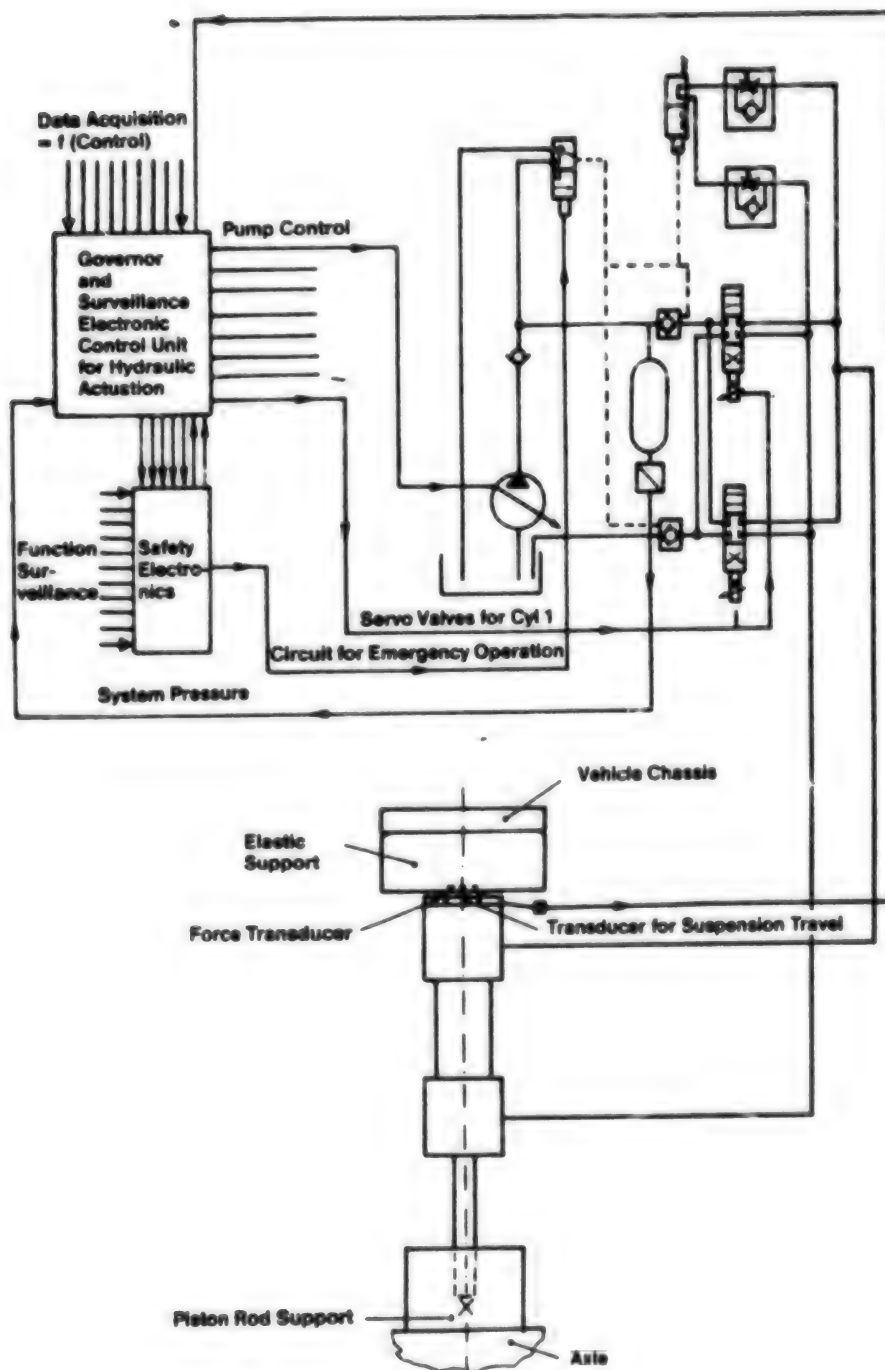 Data Acquisition
= f (Control)
Pump Control
Governor
and
Surveillance
Electronic
Control Unit
for Hydraulic
Actustion
Function
Sur-
veillance
Safety
Electro-
nics
Servo Valves for Cyl 1
Circuit for Emergency Operation
System Pressure
Vehicle Chassis
Elastic
Support
Force Transducer
Transducer for Suspension Travel
Piston Rod Support
Axle